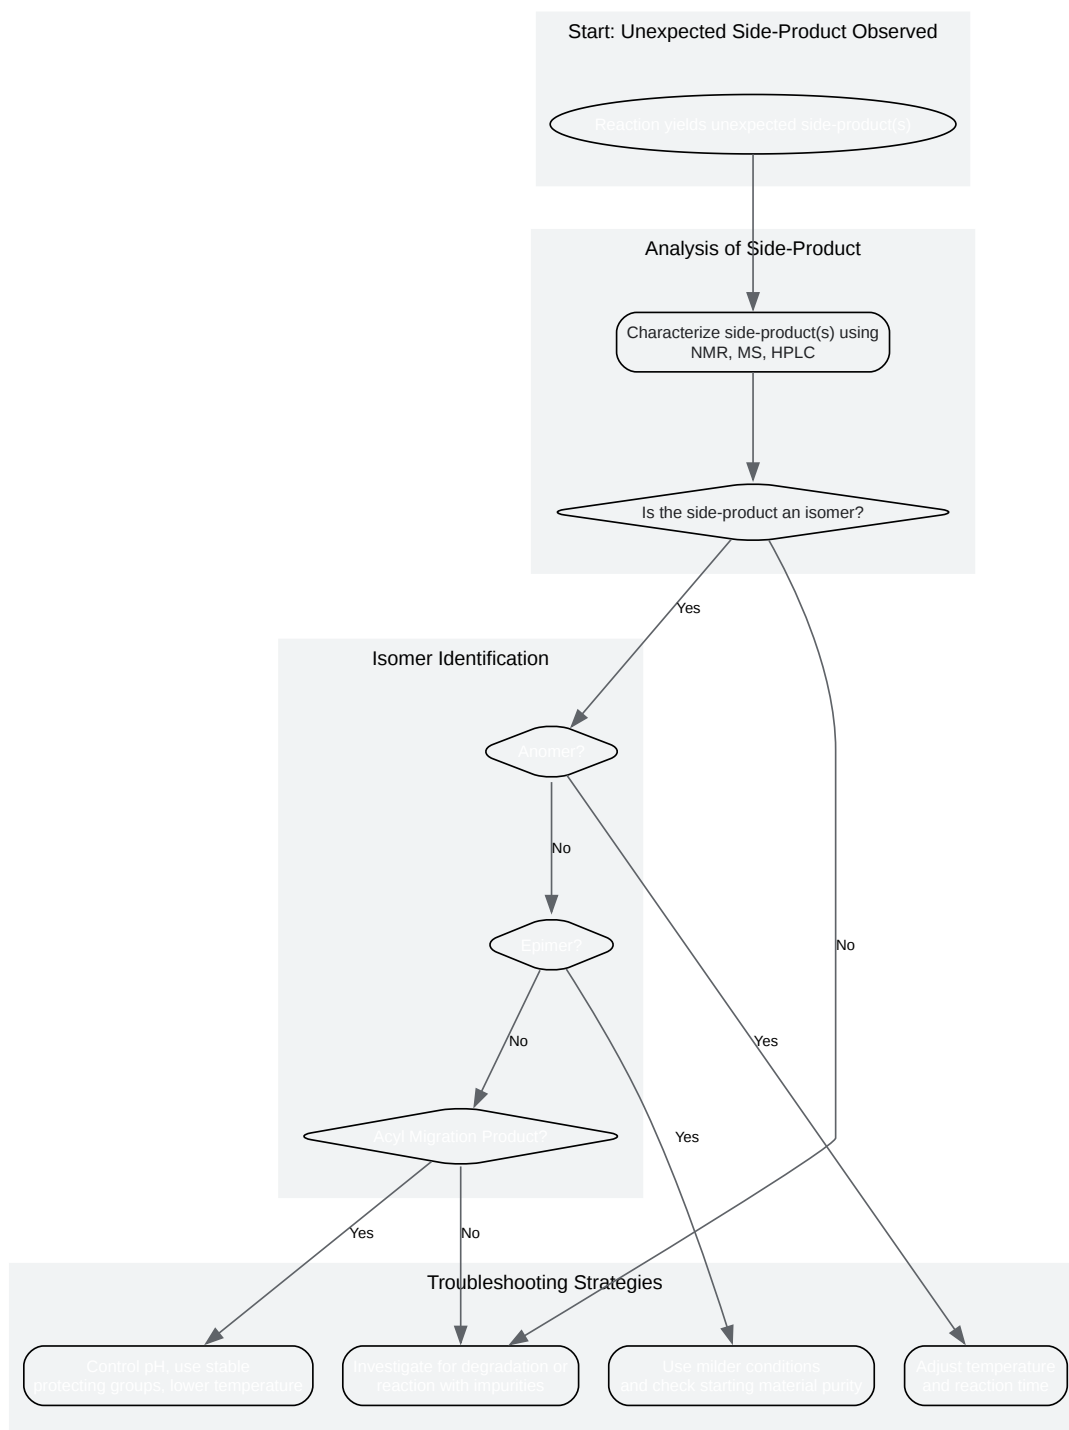 Start: Unexpected Side-Product Observed
Reaction yields unexpected side-product(s)
Analysis of Side-Product
Characterize side-product(s) using
NMR, MS, HPLC
Is the side-product an isomer?
Yes
Isomer Identification
Anomer?
No
Epimer?
No
No
Yes
Acyl Migration Product?
Yes
Yes
No
Troubleshooting Strategies
Control pH, use stable
protecting groups, lower temperature
Investigate for degradation or
reaction with impurities
Use milder conditions
and check starting material purity
Adjust temperature
and reaction time